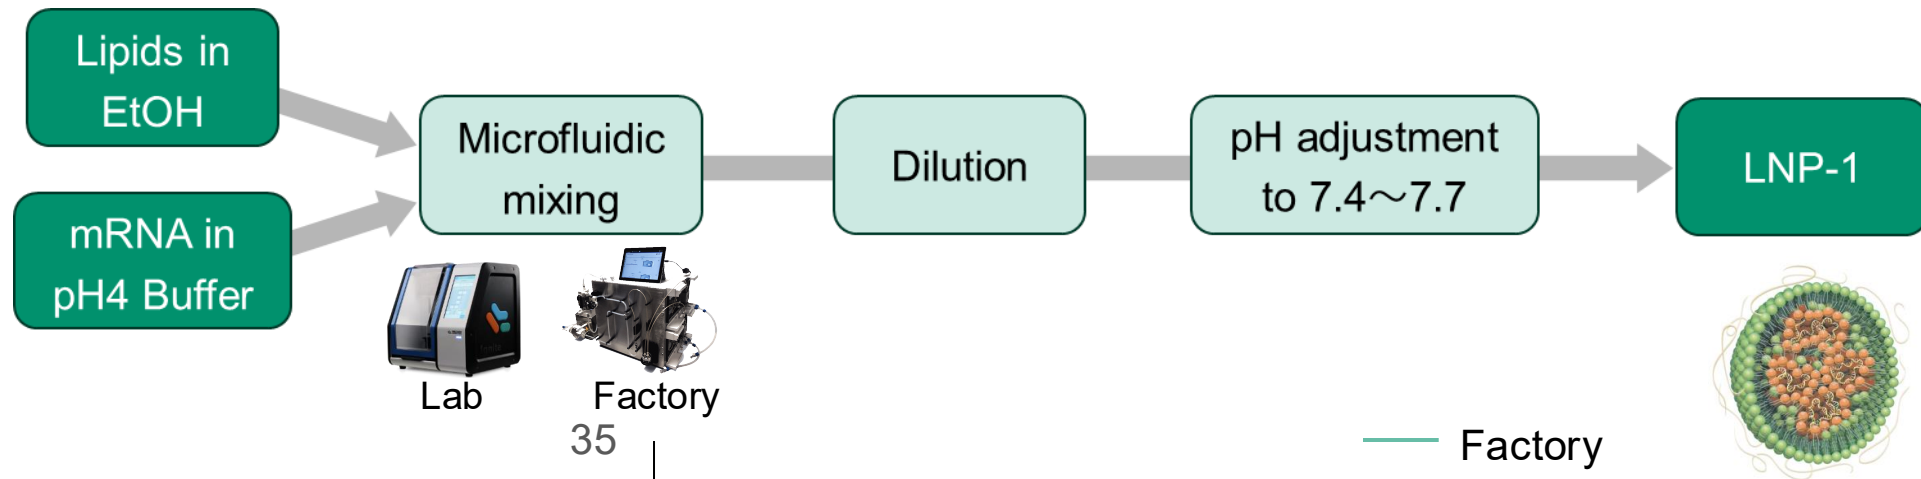 Lipids in
EtOH
mRNA in
pH4 Buffer
Microfluidic
mixing
Dilution
pH adjustment
to 7.4～7.7
LNP-1
Lab
Factory
35
Factory